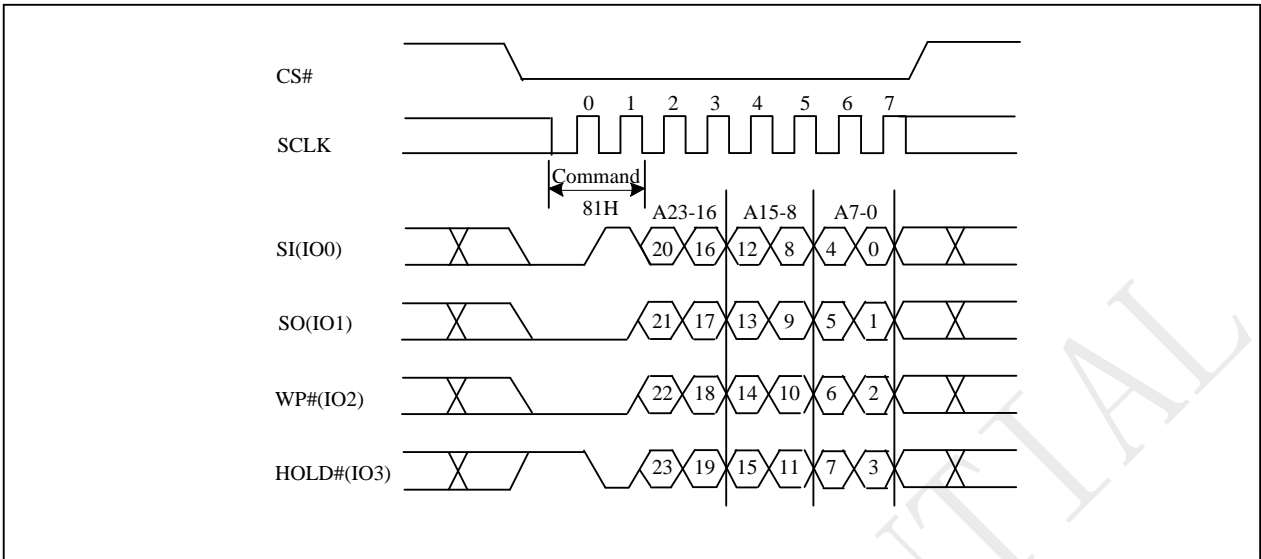 CS#
0 1 2 3 4 5 6 7
SCLK
Command
81H A23-16 A15-8 A7-0
SI(IO0) 20 16 12 8 4 0
SO(IO1) 21 17 13 9 5 1
WP#(IO2) 22 18 14 10 6 2
HOLD#(IO3) 23 19 15 11 7 3
NTIAL